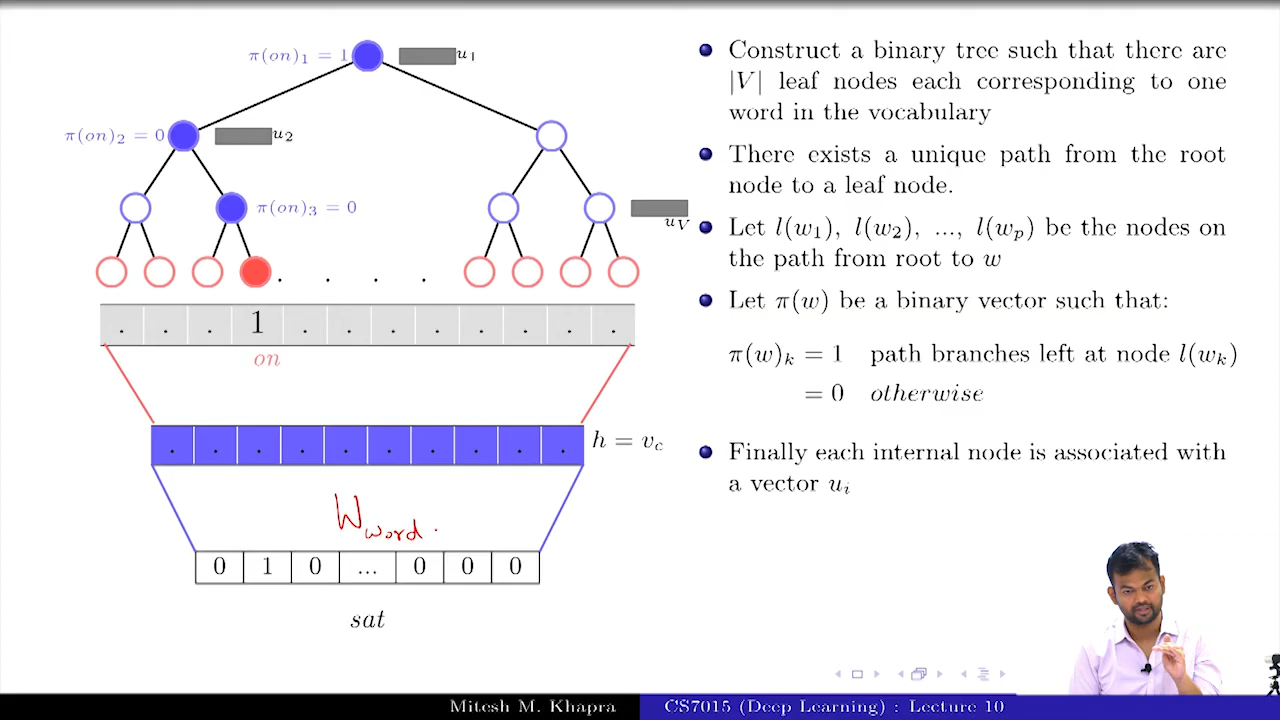 π(on)₁ = 1
u₁
π(on)₂ = 0
u₂
π(on)₃ = 0
u_V
. . . .
. . . 1 . . . . . . . .
on
. . . . . . . . . .
h = v_c
W_word.
0 1 0 ... 0 0 0
sat
Construct a binary tree such that there are
|V| leaf nodes each corresponding to one
word in the vocabulary
There exists a unique path from the root
node to a leaf node.
Let l(w₁), l(w₂), ..., l(w_p) be the nodes on
the path from root to w
Let π(w) be a binary vector such that:
π(w)_k = 1 path branches left at node l(w_k)
= 0 otherwise
Finally each internal node is associated with
a vector u_i
Mitesh M. Khapra
CS7015 (Deep Learning) : Lecture 10